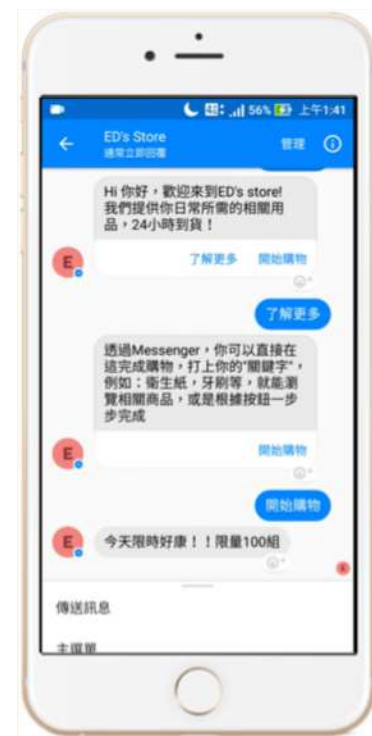 56% 上午1:41
ED's Store
通常立即回覆
管理
Hi 你好，歡迎來到ED's store!
我們提供你日常所需的相關用
品，24小時到貨！
了解更多 開始購物
E
了解更多
透過Messenger，你可以直接在
這完成購物，打上你的"關鍵字"，
例如：衛生紙，牙刷等，就能瀏
覽相關商品，或是根據按鈕一步
步完成
開始購物
E
開始購物
E 今天限時好康！！限量100組
傳送訊息
主選單